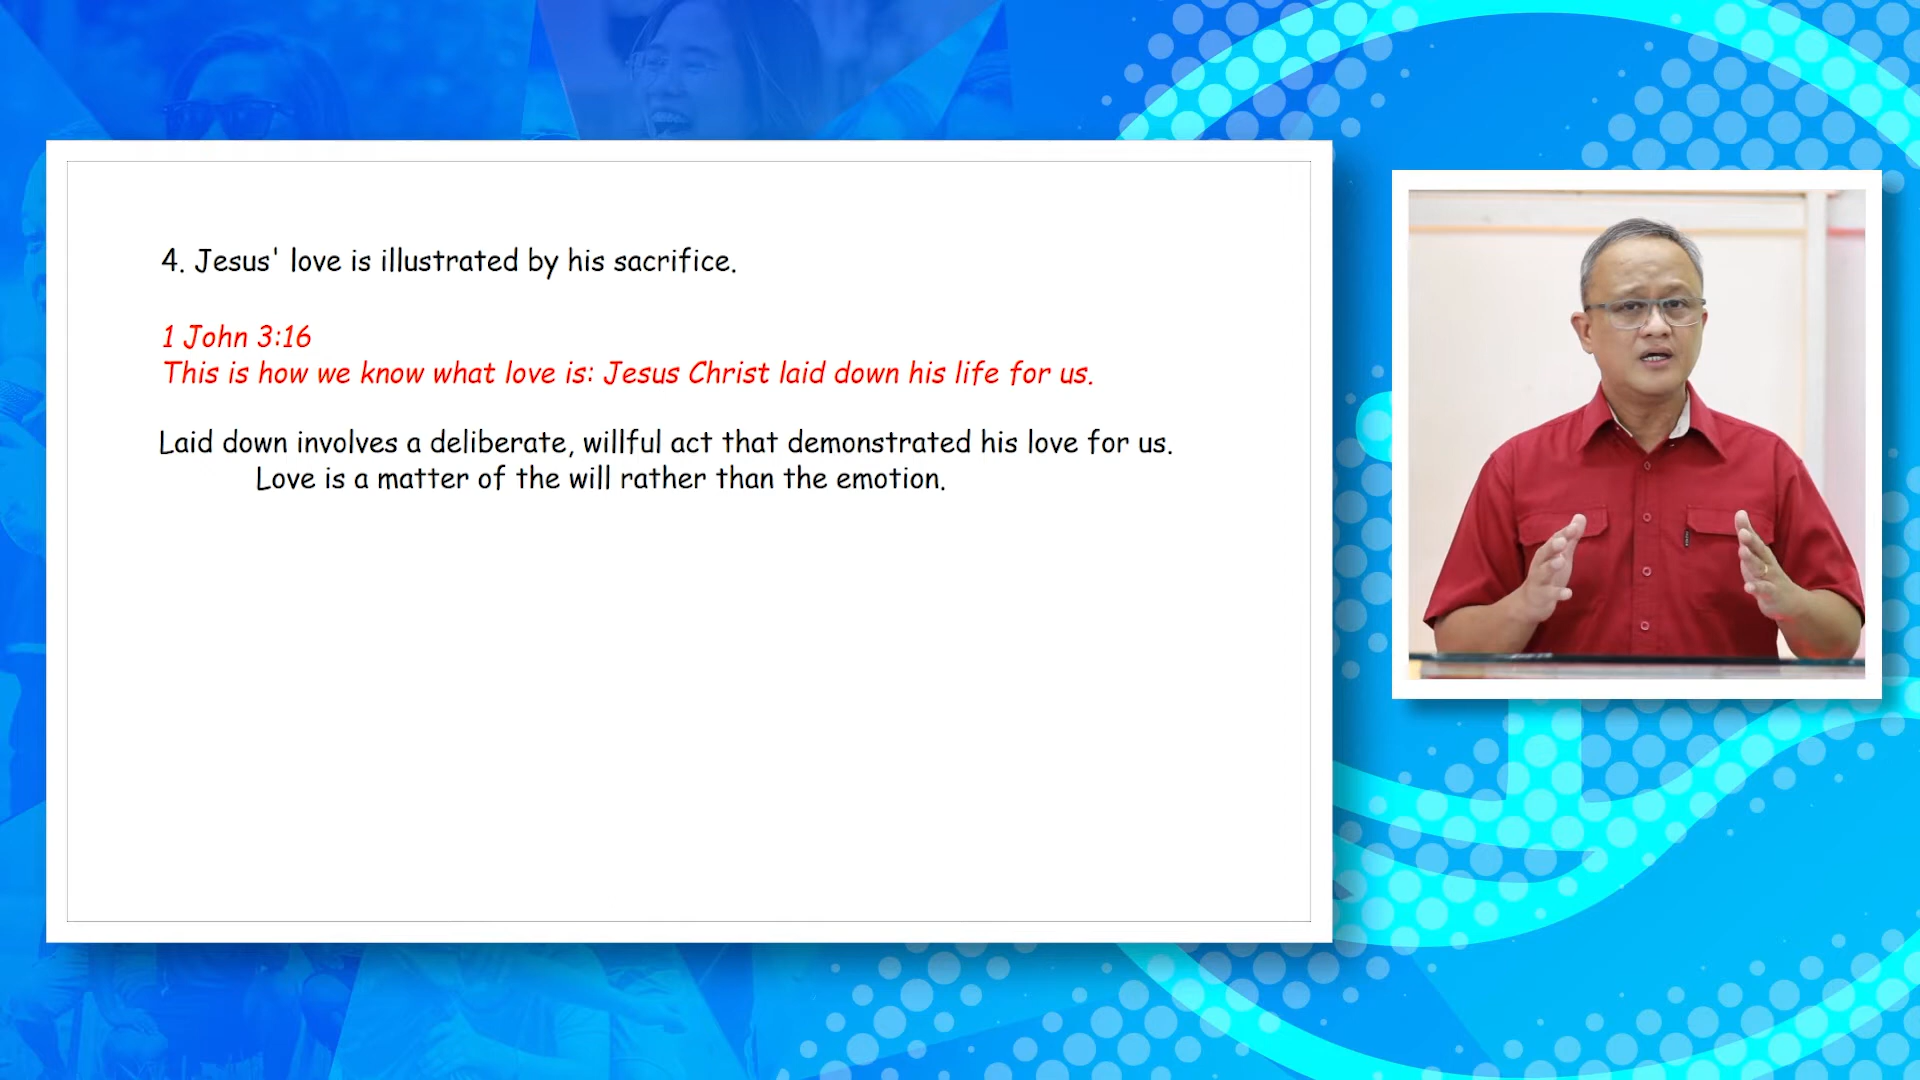 4. Jesus' love is illustrated by his sacrifice.
1 John 3:16
This is how we know what love is: Jesus Christ laid down his life for us.
Laid down involves a deliberate, willful act that demonstrated his love for us.
Love is a matter of the will rather than the emotion.